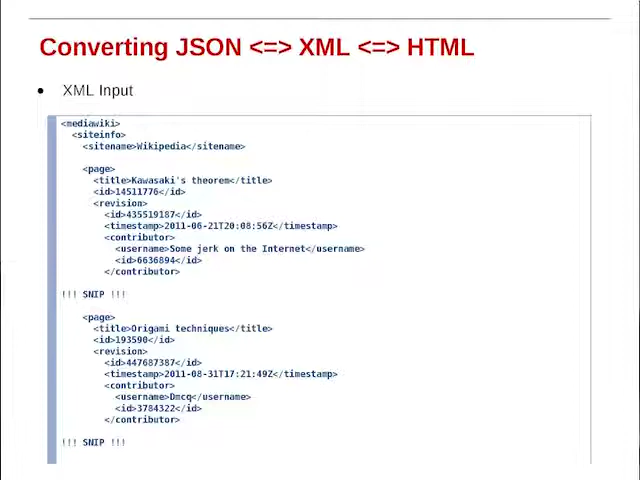 Converting JSON <=> XML <=> HTML
• XML Input
<mediawiki>
<siteinfo>
<sitename>Wikipedia</sitename>
<page>
<title>Kawasaki's theorem</title>
<id>14511776</id>
<revision>
<id>435519187</id>
<timestamp>2011-06-21T20:08:56Z</timestamp>
<contributor>
<username>Some jerk on the Internet</username>
<id>6636894</id>
</contributor>
!!! SNIP !!!
<page>
<title>Origami techniques</title>
<id>193590</id>
<revision>
<id>447687387</id>
<timestamp>2011-08-31T17:21:49Z</timestamp>
<contributor>
<username>Dmcq</username>
<id>3784322</id>
</contributor>
!!! SNIP !!!